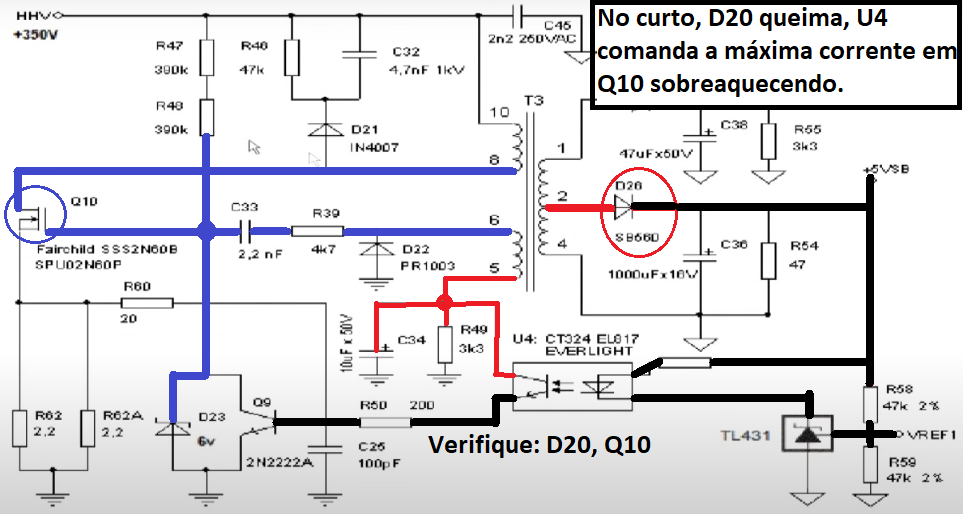 HHV
+350V
R47
390k
R46
47k
C32
4,7nF 1kV
C45
2n2 250VAC
No curto, D20 queima, U4
comanda a máxima corrente em
Q10 sobreaquecendo.
R48
390k
D21
IN4007
T3
10
8
1
2
4
6
5
C38
47uFx50V
R55
3k3
+5VSB
D20
SB560
Q10
Fairchild SSS2N60B
SPU02N60P
C33
2,2 nF
R39
4k7
D22
PR1003
C36
1000uFx10V
R54
47
R60
20
10uF x 50V
C34
R49
3k3
U4: CT324 EL817
EVERLIGHT
R62
2,2
R62A
2,2
D23
6v
Q9
2N2222A
R50 200
C25
100pF
Verifique: D20, Q10
TL431
R58
47k 2%
VREF1
R59
47k 2%